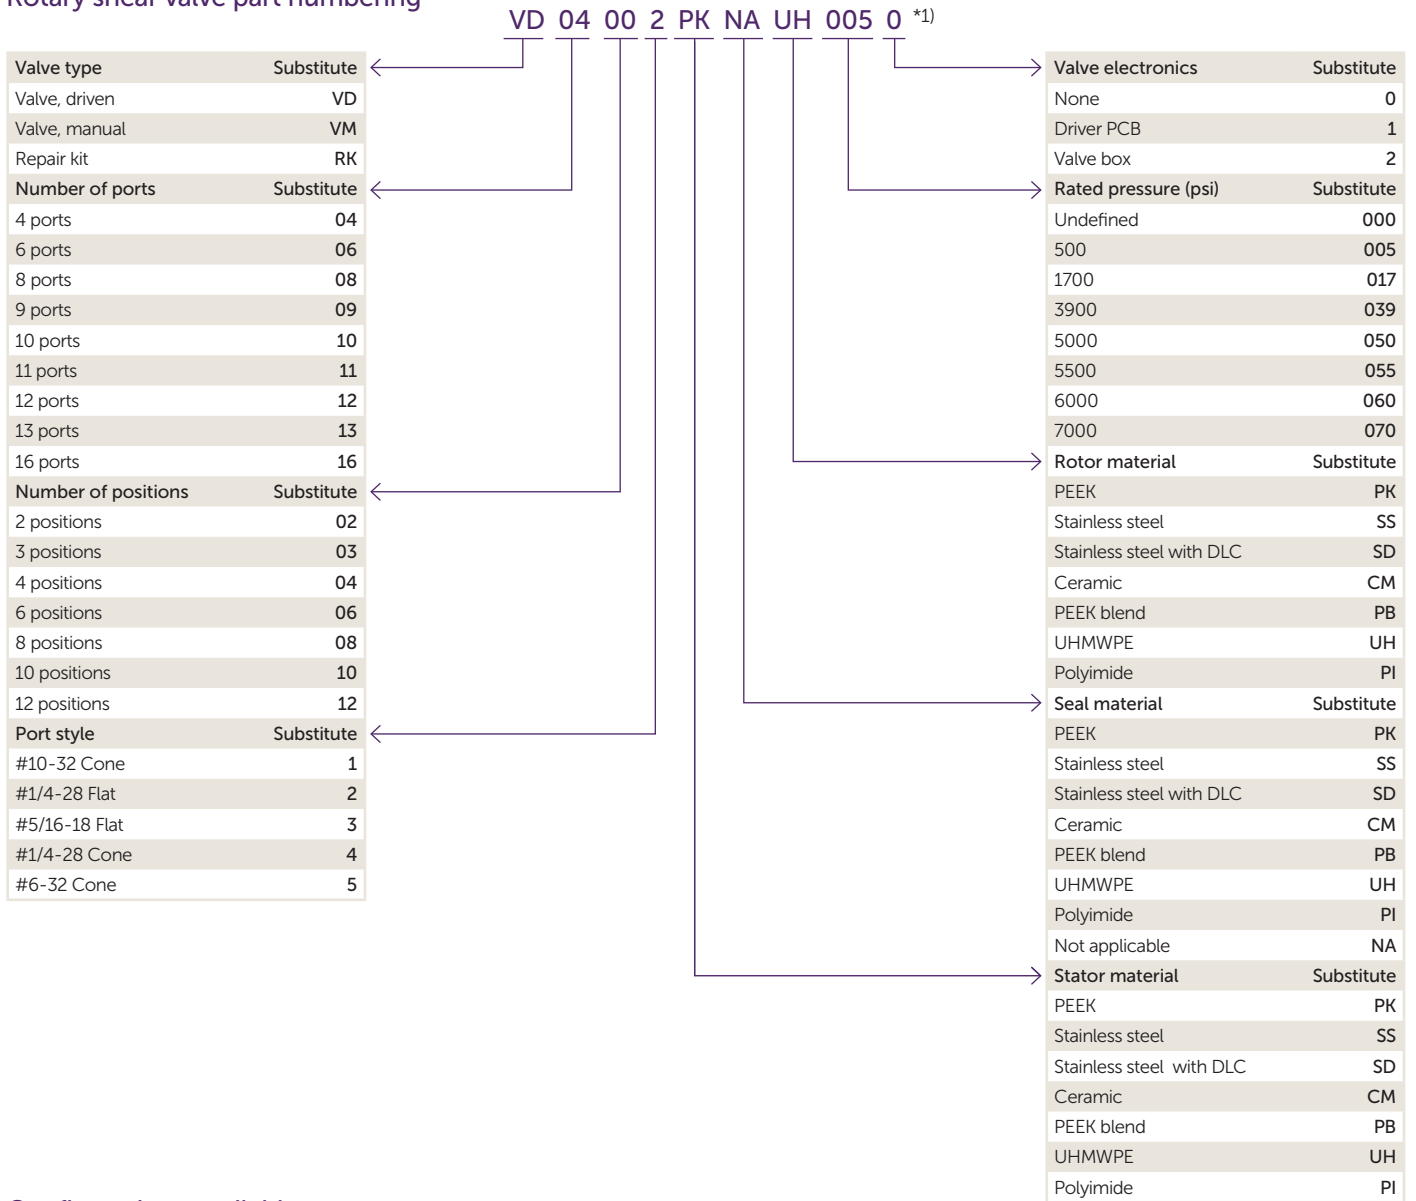 Rotary shear valve part numbering
VD 04 00 2 PK NA UH 005 0 *1)
Valve type Substitute
Valve, driven VD
Valve, manual VM
Repair kit RK
Number of ports Substitute
4 ports 04
6 ports 06
8 ports 08
9 ports 09
10 ports 10
11 ports 11
12 ports 12
13 ports 13
16 ports 16
Number of positions Substitute
2 positions 02
3 positions 03
4 positions 04
6 positions 06
8 positions 08
10 positions 10
12 positions 12
Port style Substitute
#10-32 Cone 1
#1/4-28 Flat 2
#5/16-18 Flat 3
#1/4-28 Cone 4
#6-32 Cone 5
Valve electronics Substitute
None 0
Driver PCB 1
Valve box 2
Rated pressure (psi) Substitute
Undefined 000
500 005
1700 017
3900 039
5000 050
5500 055
6000 060
7000 070
Rotor material Substitute
PEEK PK
Stainless steel SS
Stainless steel with DLC SD
Ceramic CM
PEEK blend PB
UHMWPE UH
Polyimide PI
Seal material Substitute
PEEK PK
Stainless steel SS
Stainless steel with DLC SD
Ceramic CM
PEEK blend PB
UHMWPE UH
Polyimide PI
Not applicable NA
Stator material Substitute
PEEK PK
Stainless steel SS
Stainless steel with DLC SD
Ceramic CM
PEEK blend PB
UHMWPE UH
Polyimide PI